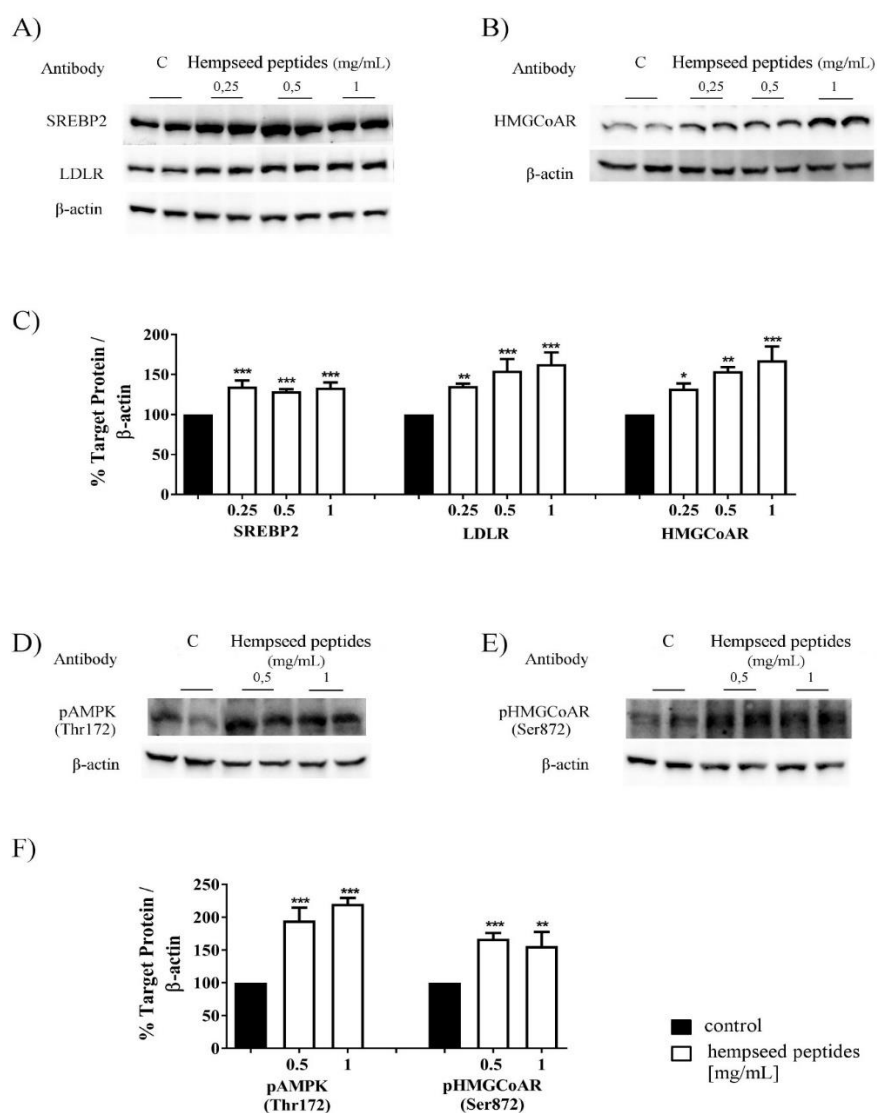 A)
Antibody
C Hempseed peptides (mg/mL)
0,25 0,5 1
SREBP2
LDLR
β-actin
B)
Antibody
C Hempseed peptides (mg/mL)
0,25 0,5 1
HMGCoAR
β-actin
C)
% Target Protein /
β-actin
200
150
100
50
0
*** *** ***
** *** ***
* ** ***
0.25 0.5 1
SREBP2
0.25 0.5 1
LDLR
0.25 0.5 1
HMGCoAR
D)
Antibody
C Hempseed peptides
(mg/mL)
0,5 1
pAMPK
(Thr172)
β-actin
E)
Antibody
C Hempseed peptides
(mg/mL)
0,5 1
pHMGCoAR
(Ser872)
β-actin
F)
% Target Protein /
β-actin
250
200
150
100
50
0
*** ***
*** **
0.5 1
pAMPK
(Thr172)
0.5 1
pHMGCoAR
(Ser872)
control
hempseed peptides
[mg/mL]